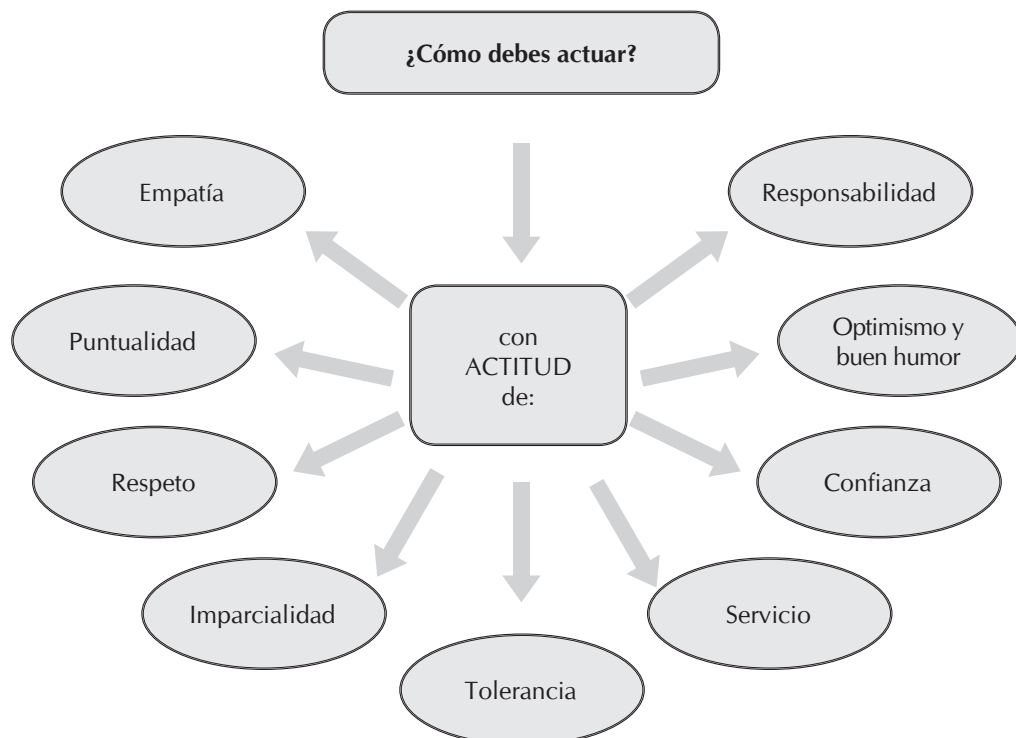 ¿Cómo debes actuar?
Empatía
Responsabilidad
Puntualidad
con
ACTITUD
de:
Optimismo y
buen humor
Respeto
Confianza
Imparcialidad
Servicio
Tolerancia